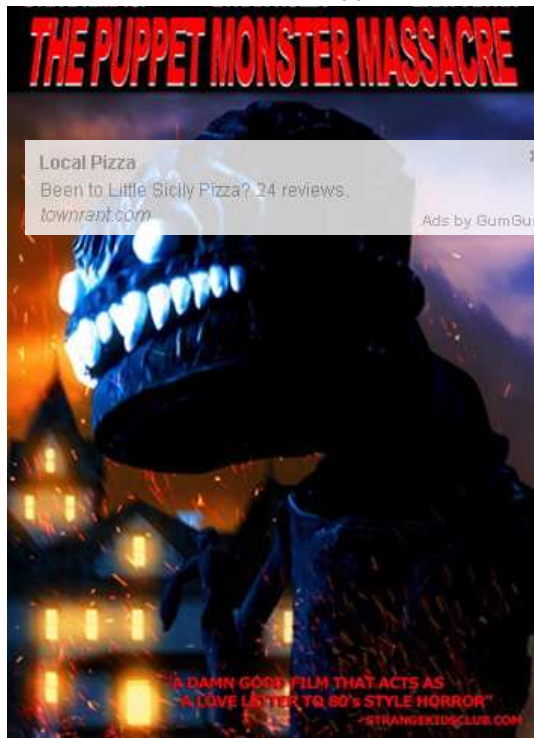 THE PUPPET MONSTER MASSACRE
Local Pizza
Been to Little Sicily Pizza? 24 reviews.
townrant.com
Ads by GumGum
"A DAMN GOOD FILM THAT ACTS AS
A LOVE LETTER TO 80's STYLE HORROR"
STRANGEKIDSCLUB.COM